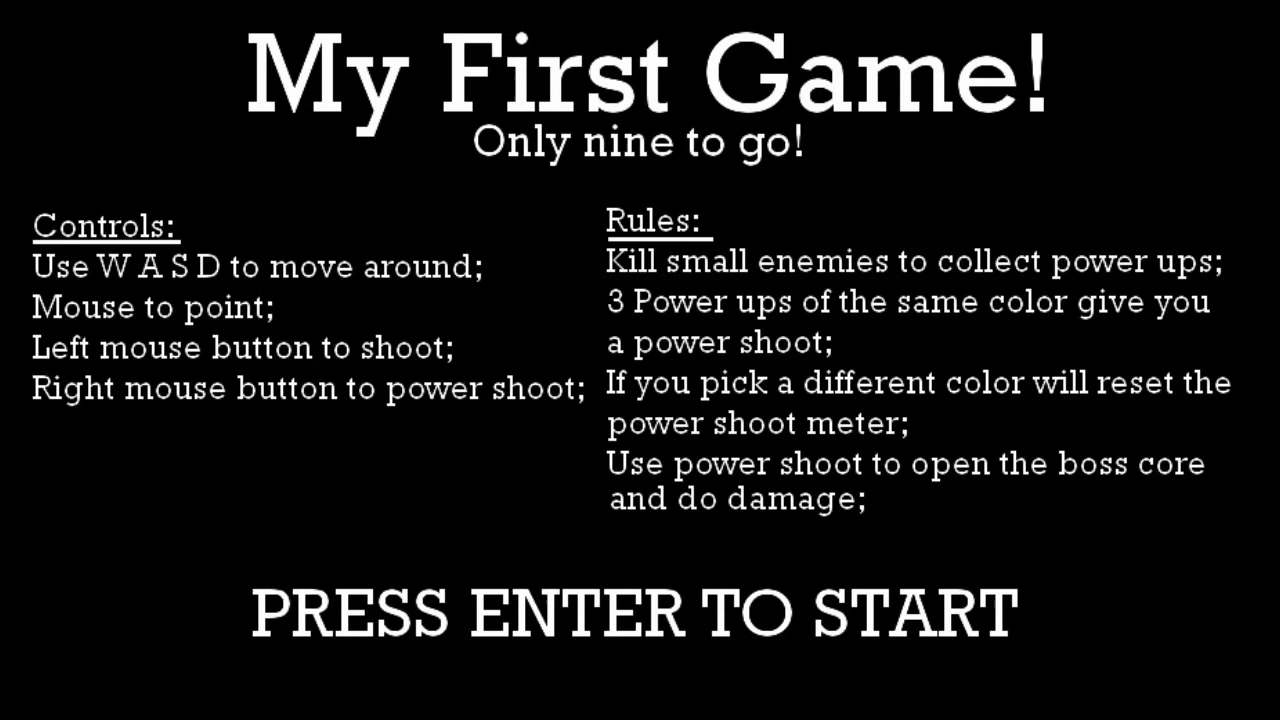 My First Game!
Only nine to go!
Controls:
Use W A S D to move around;
Mouse to point;
Left mouse button to shoot;
Right mouse button to power shoot;
Rules:
Kill small enemies to collect power ups;
3 Power ups of the same color give you
a power shoot;
If you pick a different color will reset the
power shoot meter;
Use power shoot to open the boss core
and do damage;
PRESS ENTER TO START